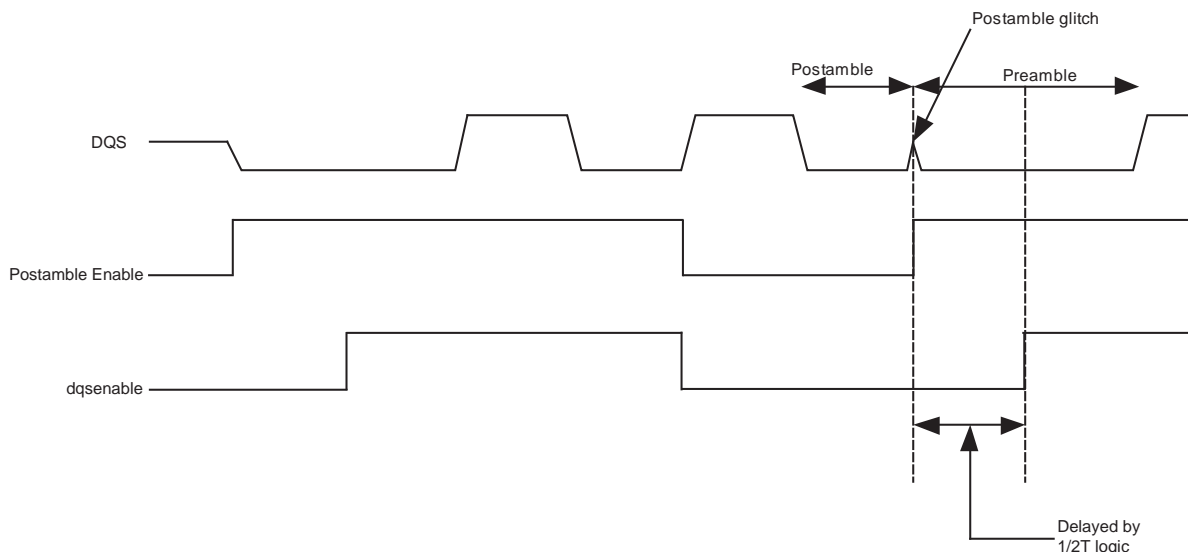 Postamble glitch
Postamble
Preamble
DQS
Postamble Enable
dqsenable
Delayed by
1/2T logic